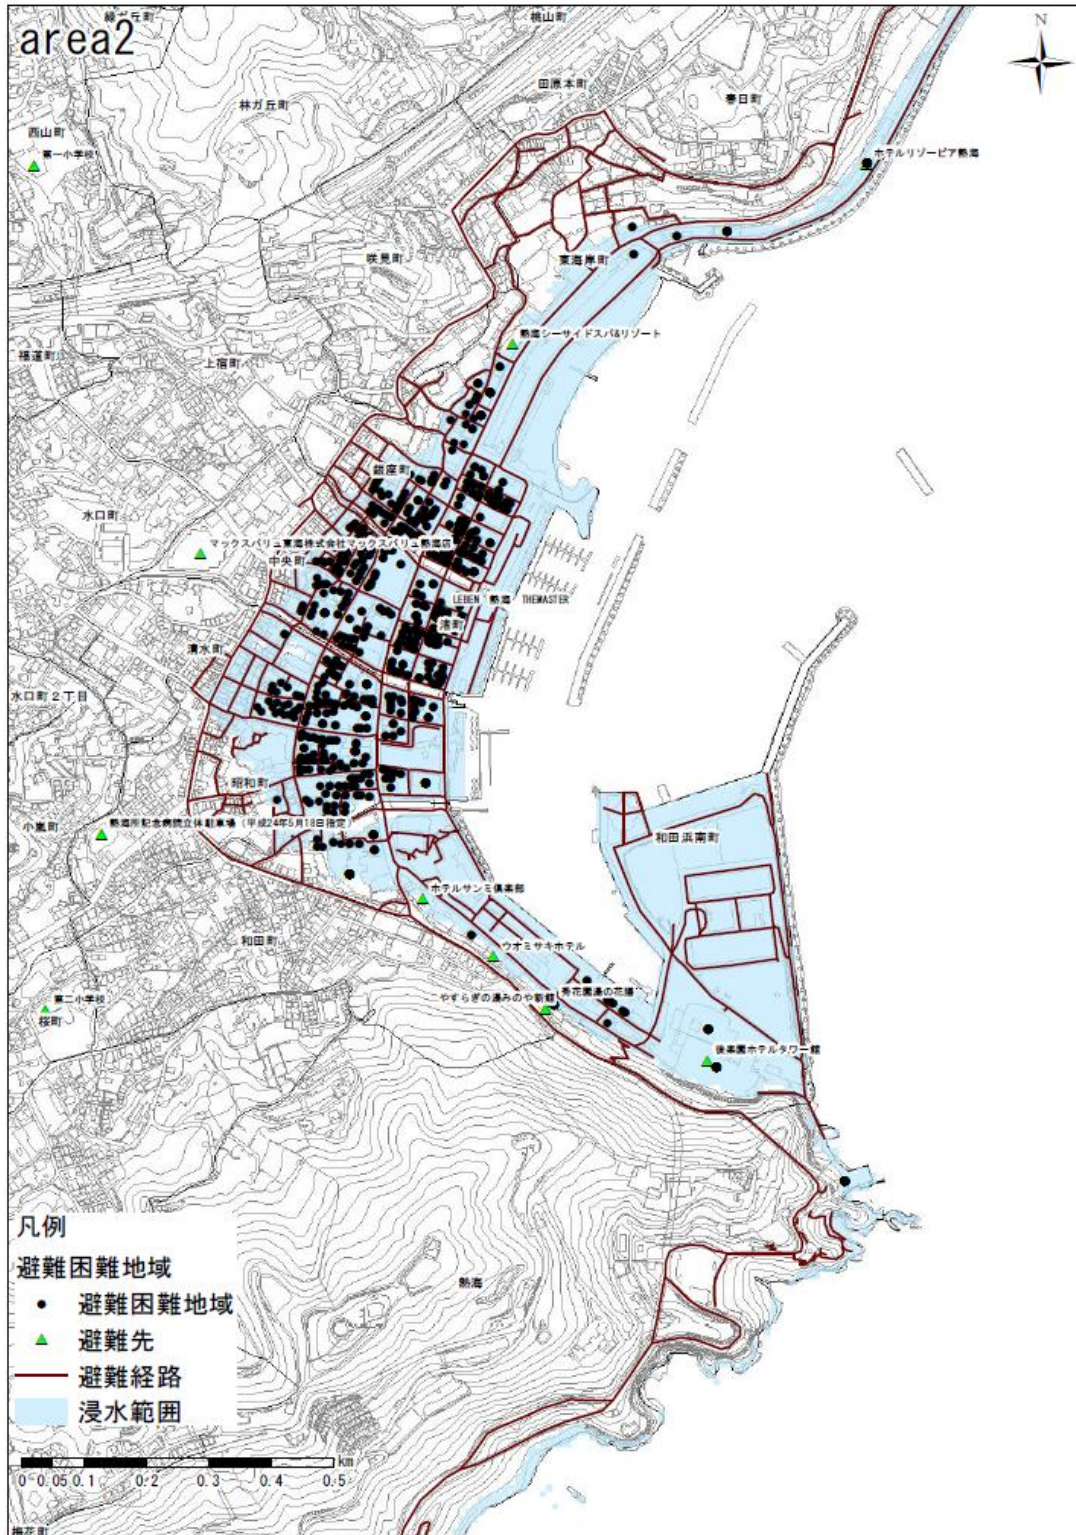 緑ガ丘町
桃山町
area2
N
田原本町
春日町
林ガ丘町
西山町
第一小学校
ホテルリゾーピア熱海
咲見町
東海岸町
熱海シーサイドスパ&リゾート
福道町
上宿町
銀座町
水口町
マックスバリュ東海株式会社マックスバリュ熱海店
中央町
LEBEN 熱海 THEMASTER
渚町
清水町
水口町2丁目
昭和町
小嵐町
熱海所記念病院立体駐車場(平成24年5月18日指定)
和田浜南町
ホテルサンミ倶楽部
和田町
ウオミサキホテル
やすらぎの湯みのや新館
秀花園湯の花膳
第二小学校
桜町
後楽園ホテルタワー館
熱海
凡例
避難困難地域
避難困難地域
避難先
避難経路
浸水範囲
km
0 0.05 0.1 0.2 0.3 0.4 0.5
梅花町